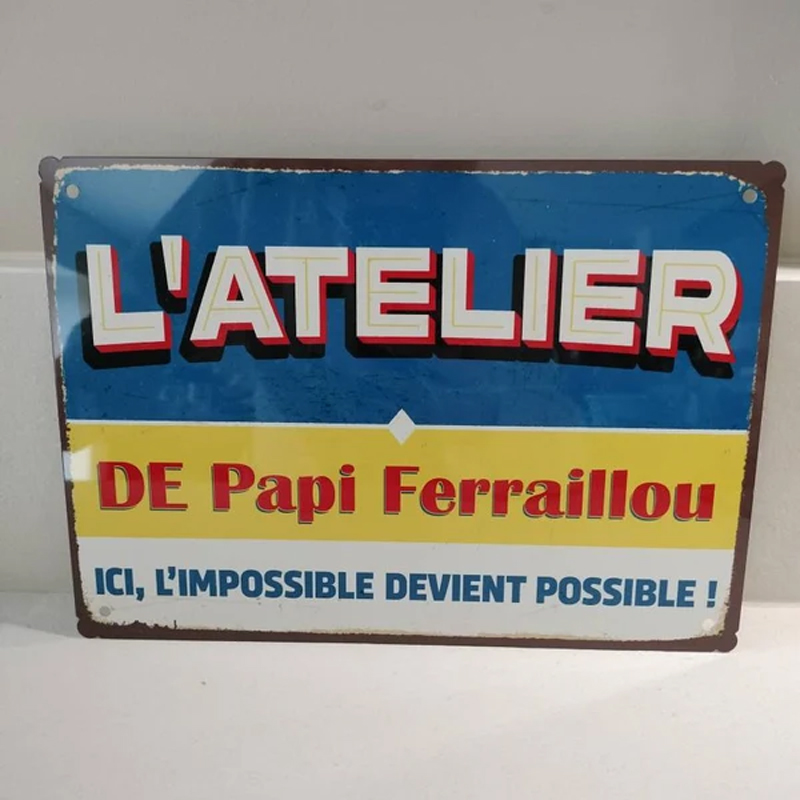 L'ATELIER
DE Papi Ferraillou
ICI, L'IMPOSSIBLE DEVIENT POSSIBLE !